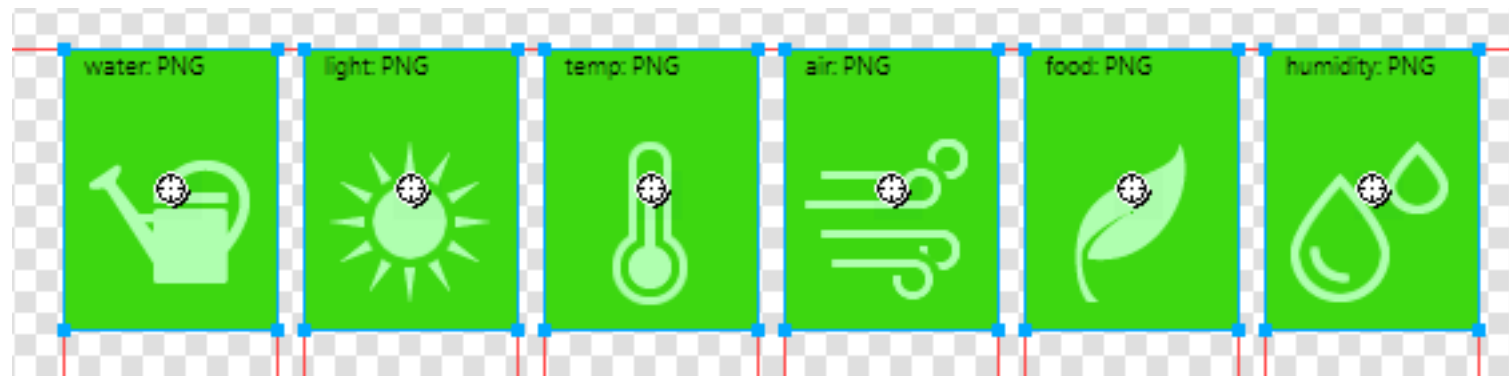 water: PNG
light: PNG
temp: PNG
air: PNG
food: PNG
humidity: PNG